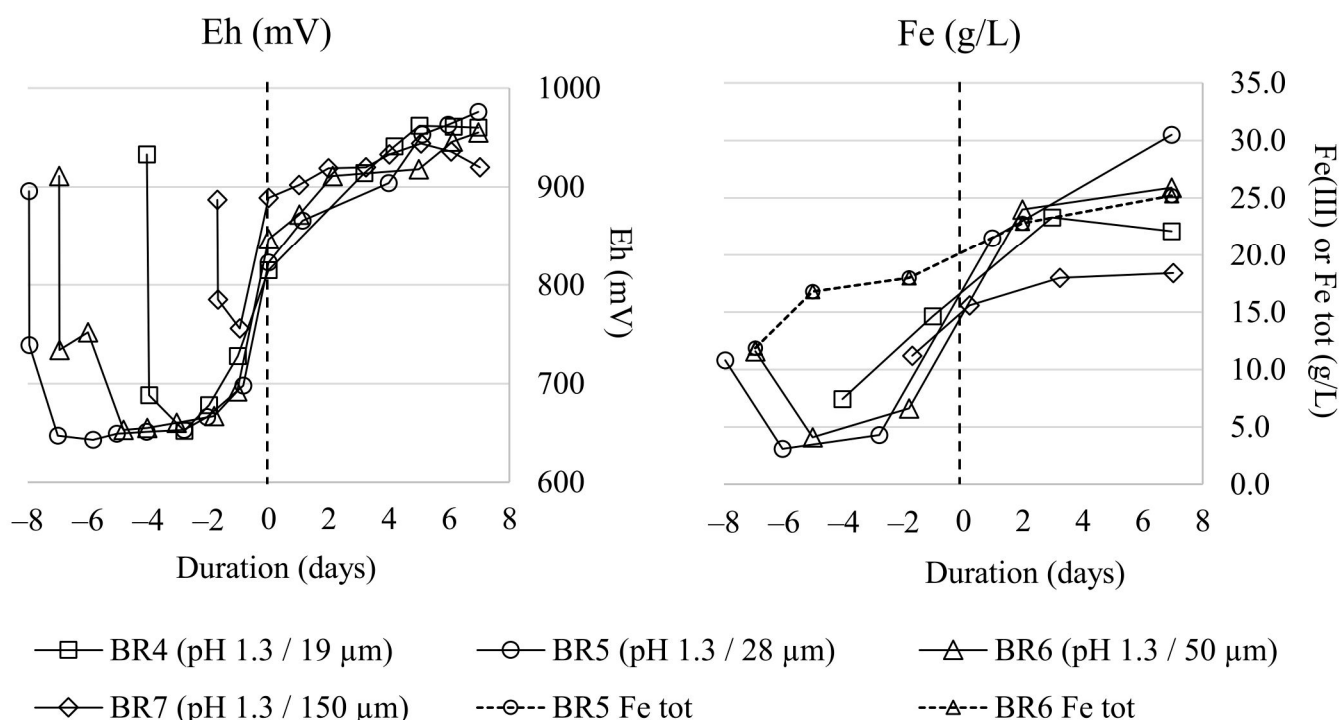 Eh (mV)
1000
900
800
700
600
Eh (mV)
–8 –6 –4 –2 0 2 4 6 8
Duration (days)
Fe (g/L)
35.0
30.0
25.0
20.0
15.0
10.0
5.0
0.0
Fe(III) or Fe tot (g/L)
–8 –6 –4 –2 0 2 4 6 8
Duration (days)
BR4 (pH 1.3 / 19 µm) BR5 (pH 1.3 / 28 µm) BR6 (pH 1.3 / 50 µm)
BR7 (pH 1.3 / 150 µm) BR5 Fe tot BR6 Fe tot